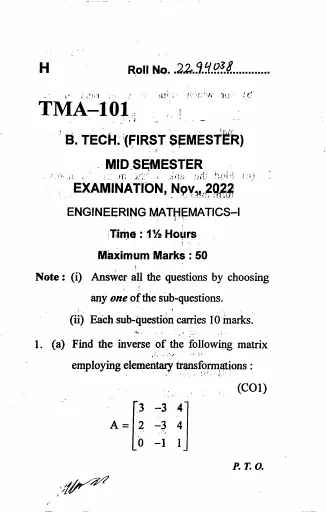 H
Roll No. 2294038
TMA–101
B. TECH. (FIRST SEMESTER)
MID SEMESTER
EXAMINATION, Nov., 2022
ENGINEERING MATHEMATICS–I
Time : 1½ Hours
Maximum Marks : 50
Note : (i) Answer all the questions by choosing
any one of the sub-questions.
(ii) Each sub-question carries 10 marks.
1. (a) Find the inverse of the following matrix
employing elementary transformations :
(CO1)
A = [3 –3 4
2 –3 4
0 –1 1]
P. T. O.